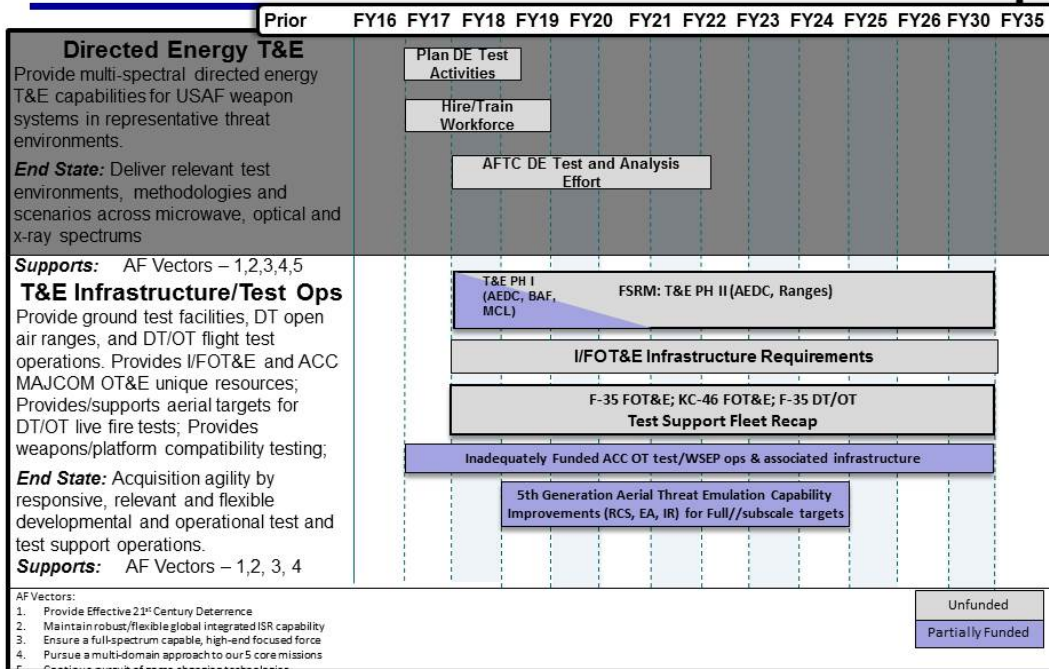 Prior FY16 FY17 FY18 FY19 FY20 FY21 FY22 FY23 FY24 FY25 FY26 FY30 FY35
Directed Energy T&E
Provide multi-spectral directed energy
T&E capabilities for USAF weapon
systems in representative threat
environments.
End State: Deliver relevant test
environments, methodologies and
scenarios across microwave, optical and
x-ray spectrums
Plan DE Test
Activities
Hire/Train
Workforce
AFTC DE Test and Analysis
Effort
Supports: AF Vectors – 1,2,3,4,5
T&E Infrastructure/Test Ops
Provide ground test facilities, DT open
air ranges, and DT/OT flight test
operations. Provides I/FOT&E and ACC
MAJCOM OT&E unique resources;
Provides/supports aerial targets for
DT/OT live fire tests; Provides
weapons/platform compatibility testing;
End State: Acquisition agility by
responsive, relevant and flexible
developmental and operational test and
test support operations.
Supports: AF Vectors – 1,2, 3, 4
T&E PH I
(AEDC, BAF,
MCL)
FSRM: T&E PH II (AEDC, Ranges)
I/FOT&E Infrastructure Requirements
F-35 FOT&E; KC-46 FOT&E; F-35 DT/OT
Test Support Fleet Recap
Inadequately Funded ACC OT test/WSEP ops & associated infrastructure
5th Generation Aerial Threat Emulation Capability
Improvements (RCS, EA, IR) for Full//subscale targets
AF Vectors:
1. Provide Effective 21st Century Deterrence
2. Maintain robust/flexible global integrated ISR capability
3. Ensure a full-spectrum capable, high-end focused force
4. Pursue a multi-domain approach to our 5 core missions
5. Continue pursuit of game changing technologies
Unfunded
Partially Funded